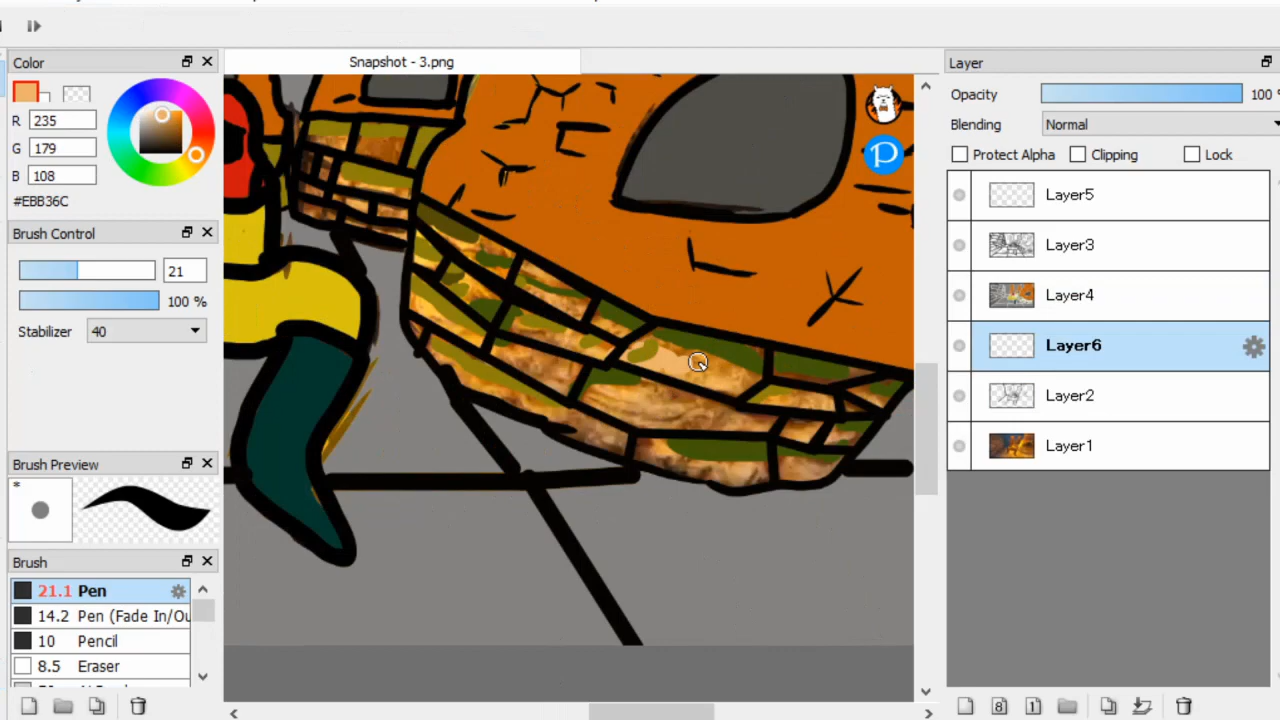 Color
Snapshot - 3.png
Layer
R 235
G 179
B 108
#EBB36C
Opacity 100 %
Blending Normal
Protect Alpha Clipping Lock
Brush Control
21
100 %
Stabilizer 40
Layer5
Layer3
Layer4
Layer6
Layer2
Layer1
Brush Preview
*
Brush
21.1 Pen
14.2 Pen (Fade In/Ou
10 Pencil
8.5 Eraser
P
8 1